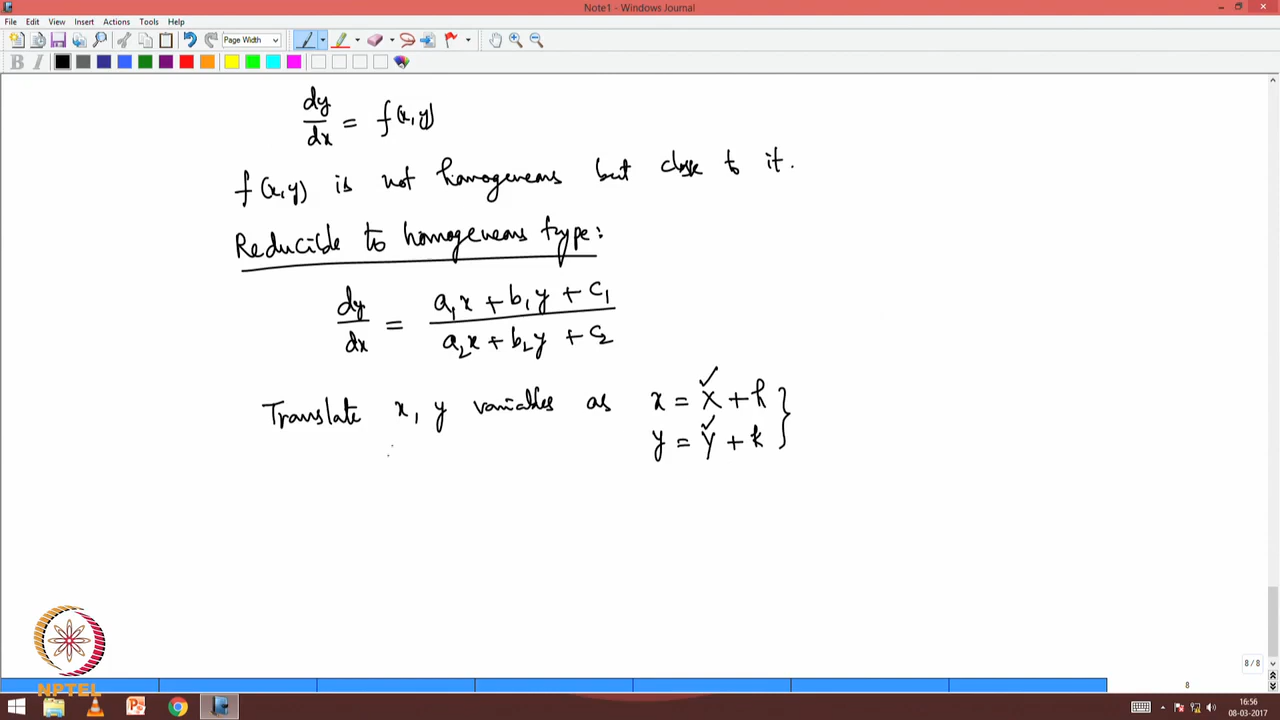 Note1 - Windows Journal
File Edit View Insert Actions Tools Help
Page Width
B I
dy/dx = f(x,y)
f(x,y) is not homogeneous but close to it.
Reducible to homogeneous type:
dy/dx = (a₁x + b₁y + c₁)/(a₂x + b₂y + c₂)
Translate x, y variables as x = X + h
y = Y + k }
8 / 8
NPTEL
8
16:56
08-03-2017